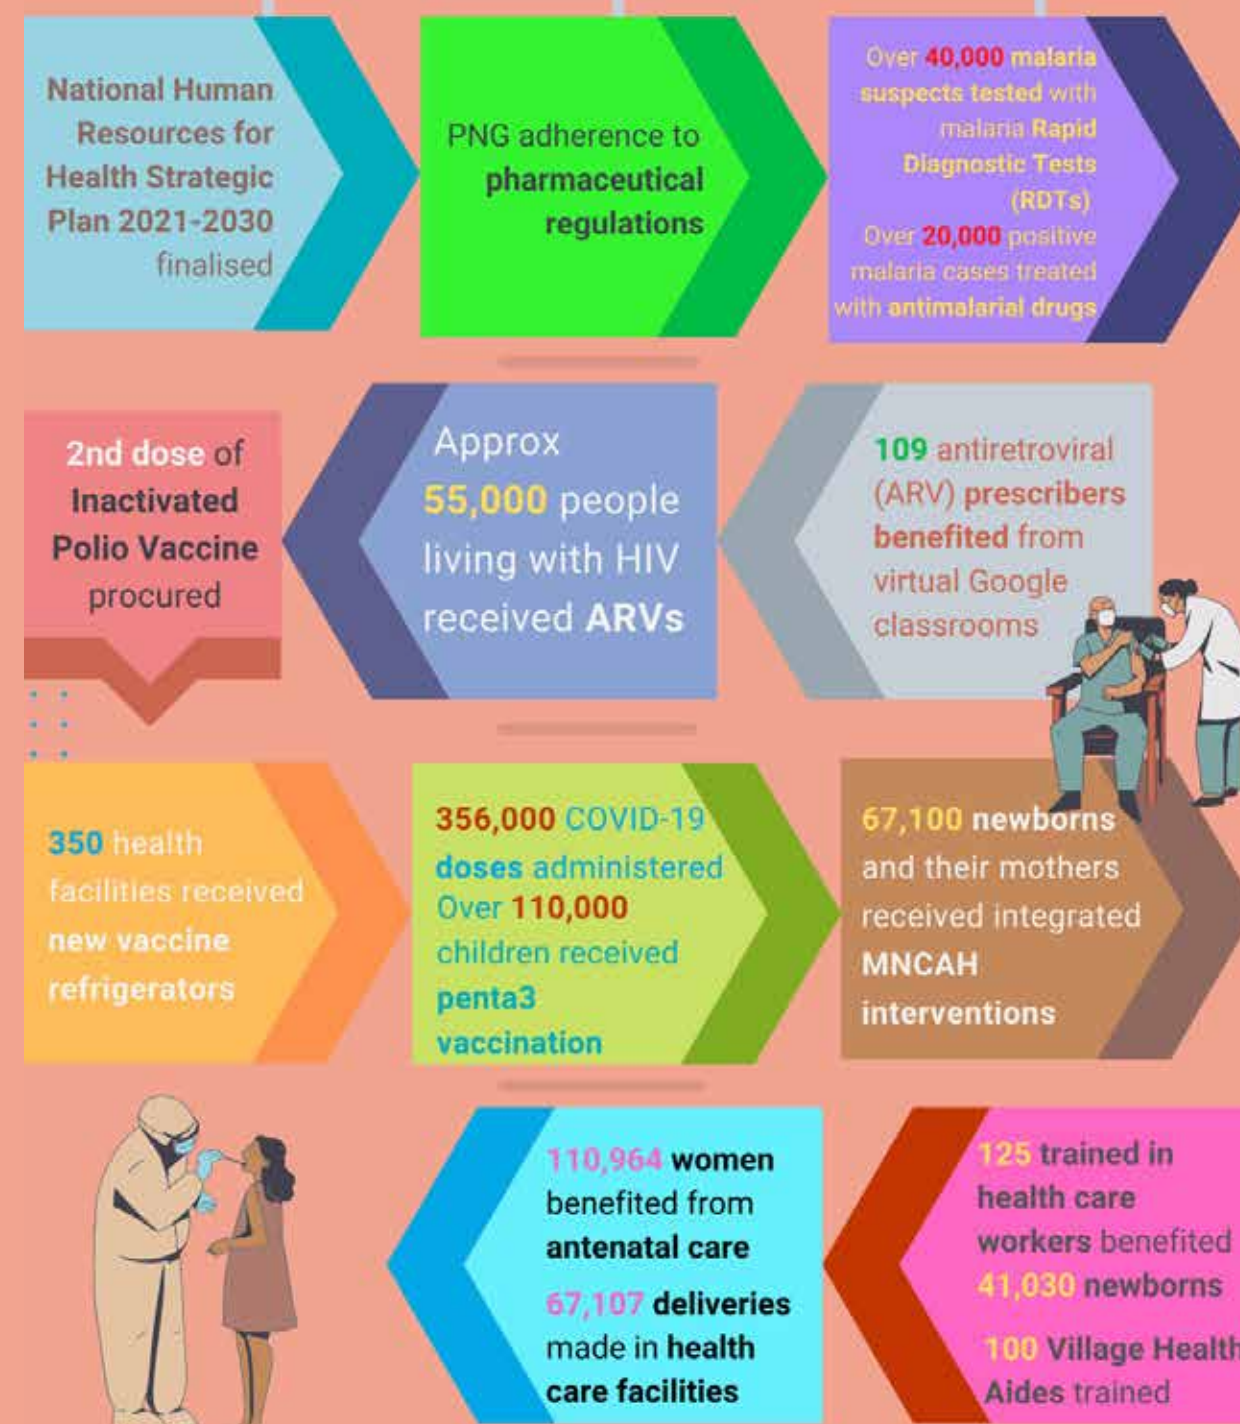 National Human
Resources for
Health Strategic
Plan 2021-2030
finalised
PNG adherence to
pharmaceutical
regulations
Over 40,000 malaria
suspects tested with
malaria Rapid
Diagnostic Tests
(RDTs)
Over 20,000 positive
malaria cases treated
with antimalarial drugs
2nd dose of
Inactivated
Polio Vaccine
procured
Approx
55,000 people
living with HIV
received ARVs
109 antiretroviral
(ARV) prescribers
benefited from
virtual Google
classrooms
350 health
facilities received
new vaccine
refrigerators
356,000 COVID-19
doses administered
Over 110,000
children received
penta3
vaccination
67,100 newborns
and their mothers
received integrated
MNCAH
interventions
110,964 women
benefited from
antenatal care
67,107 deliveries
made in health
care facilities
125 trained in
health care
workers benefited
41,030 newborns
100 Village Health
Aides trained